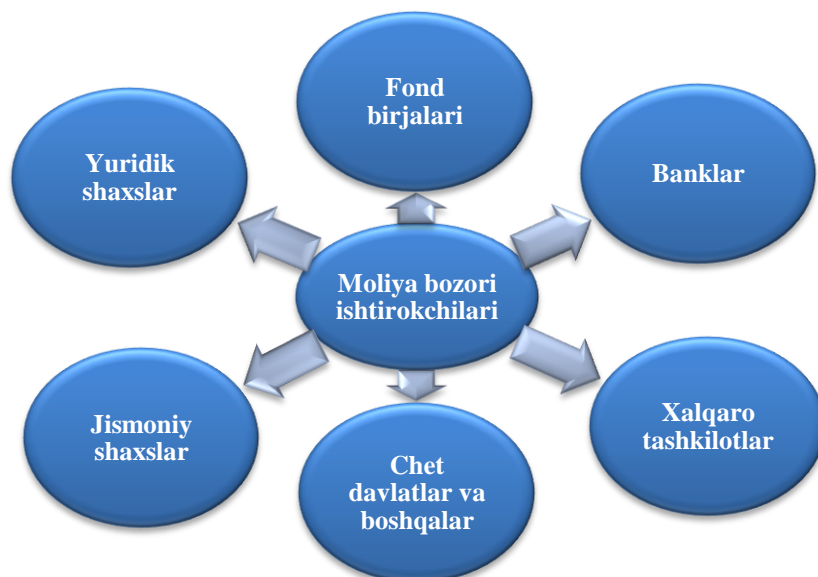 Fond
birjalari
Yuridik
shaxslar
Banklar
Moliya bozori
ishtirokchilari
Jismoniy
shaxslar
Xalqaro
tashkilotlar
Chet
davlatlar va
boshqalar